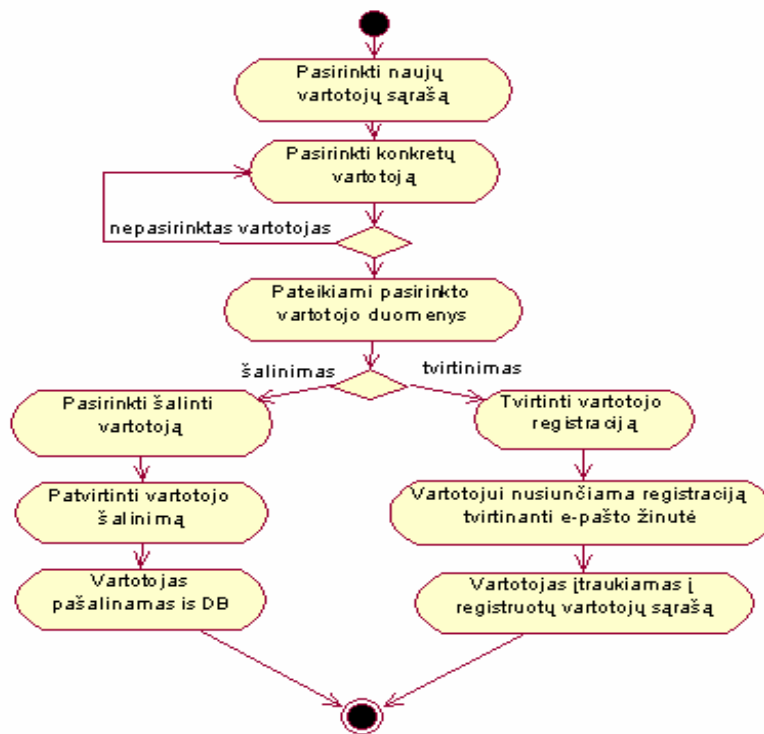 Pasirinkti naujų
vartotojų sąrašą
Pasirinkti konkretų
vartotoją
nepasirinktas vartotojas
Pateikiami pasirinkto
vartotojo duomenys
šalinimas
tvirtinimas
Pasirinkti šalinti
vartotoją
Tvirtinti vartotojo
registraciją
Patvirtinti vartotojo
šalinimą
Vartotojui nusiunčiama registraciją
tvirtinanti e-pašto žinutė
Vartotojas
pašalinamas is DB
Vartotojas įtraukiamas į
registruotų vartotojų sąrašą